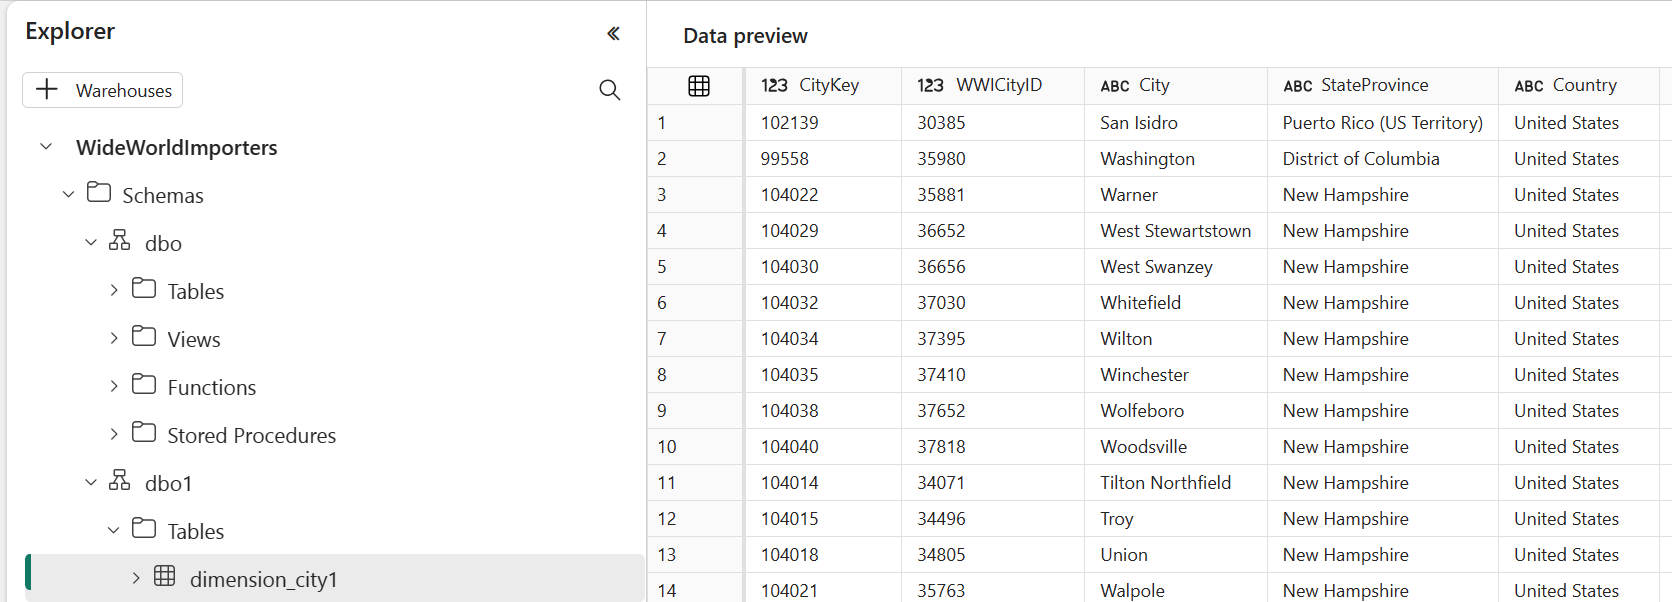 Explorer
Warehouses
WideWorldImporters
Schemas
dbo
Tables
Views
Functions
Stored Procedures
dbo1
Tables
dimension_city1
Data preview
123 CityKey 123 WWICityID ABC City ABC StateProvince ABC Country
1 102139 30385 San Isidro Puerto Rico (US Territory) United States
2 99558 35980 Washington District of Columbia United States
3 104022 35881 Warner New Hampshire United States
4 104029 36652 West Stewartstown New Hampshire United States
5 104030 36656 West Swanzey New Hampshire United States
6 104032 37030 Whitefield New Hampshire United States
7 104034 37395 Wilton New Hampshire United States
8 104035 37410 Winchester New Hampshire United States
9 104038 37652 Wolfeboro New Hampshire United States
10 104040 37818 Woodsville New Hampshire United States
11 104014 34071 Tilton Northfield New Hampshire United States
12 104015 34496 Troy New Hampshire United States
13 104018 34805 Union New Hampshire United States
14 104021 35763 Walpole New Hampshire United States